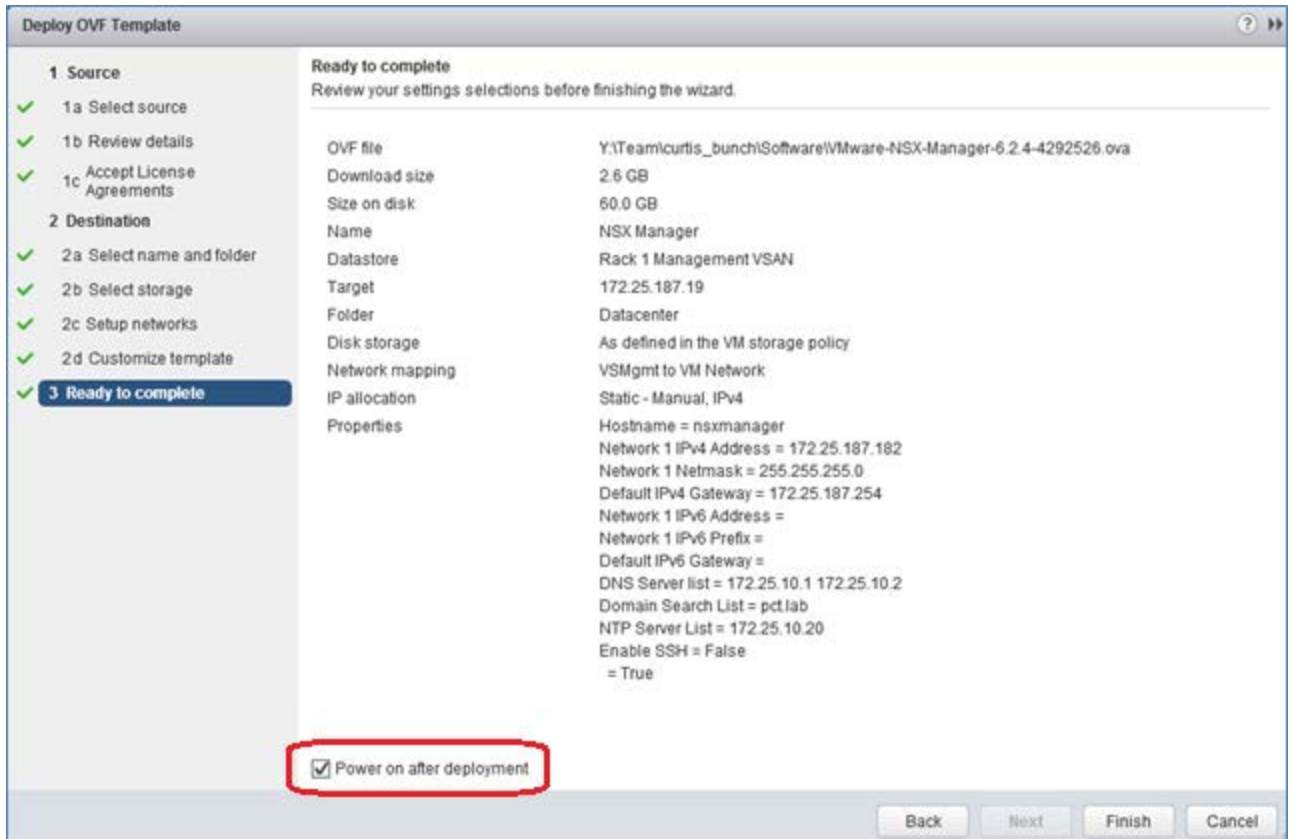 Deploy OVF Template
1 Source
1a Select source
1b Review details
1c Accept License
Agreements
2 Destination
2a Select name and folder
2b Select storage
2c Setup networks
2d Customize template
3 Ready to complete
Ready to complete
Review your settings selections before finishing the wizard.
OVF file Y:\Team\curtis_bunch\Software\VMware-NSX-Manager-6.2.4-4292526.ova
Download size 2.6 GB
Size on disk 60.0 GB
Name NSX Manager
Datastore Rack 1 Management VSAN
Target 172.25.187.19
Folder Datacenter
Disk storage As defined in the VM storage policy
Network mapping VSMgmt to VM Network
IP allocation Static - Manual, IPv4
Properties Hostname = nsxmanager
Network 1 IPv4 Address = 172.25.187.182
Network 1 Netmask = 255.255.255.0
Default IPv4 Gateway = 172.25.187.254
Network 1 IPv6 Address =
Network 1 IPv6 Prefix =
Default IPv6 Gateway =
DNS Server list = 172.25.10.1 172.25.10.2
Domain Search List = pct.lab
NTP Server List = 172.25.10.20
Enable SSH = False
= True
Power on after deployment
Back Next Finish Cancel